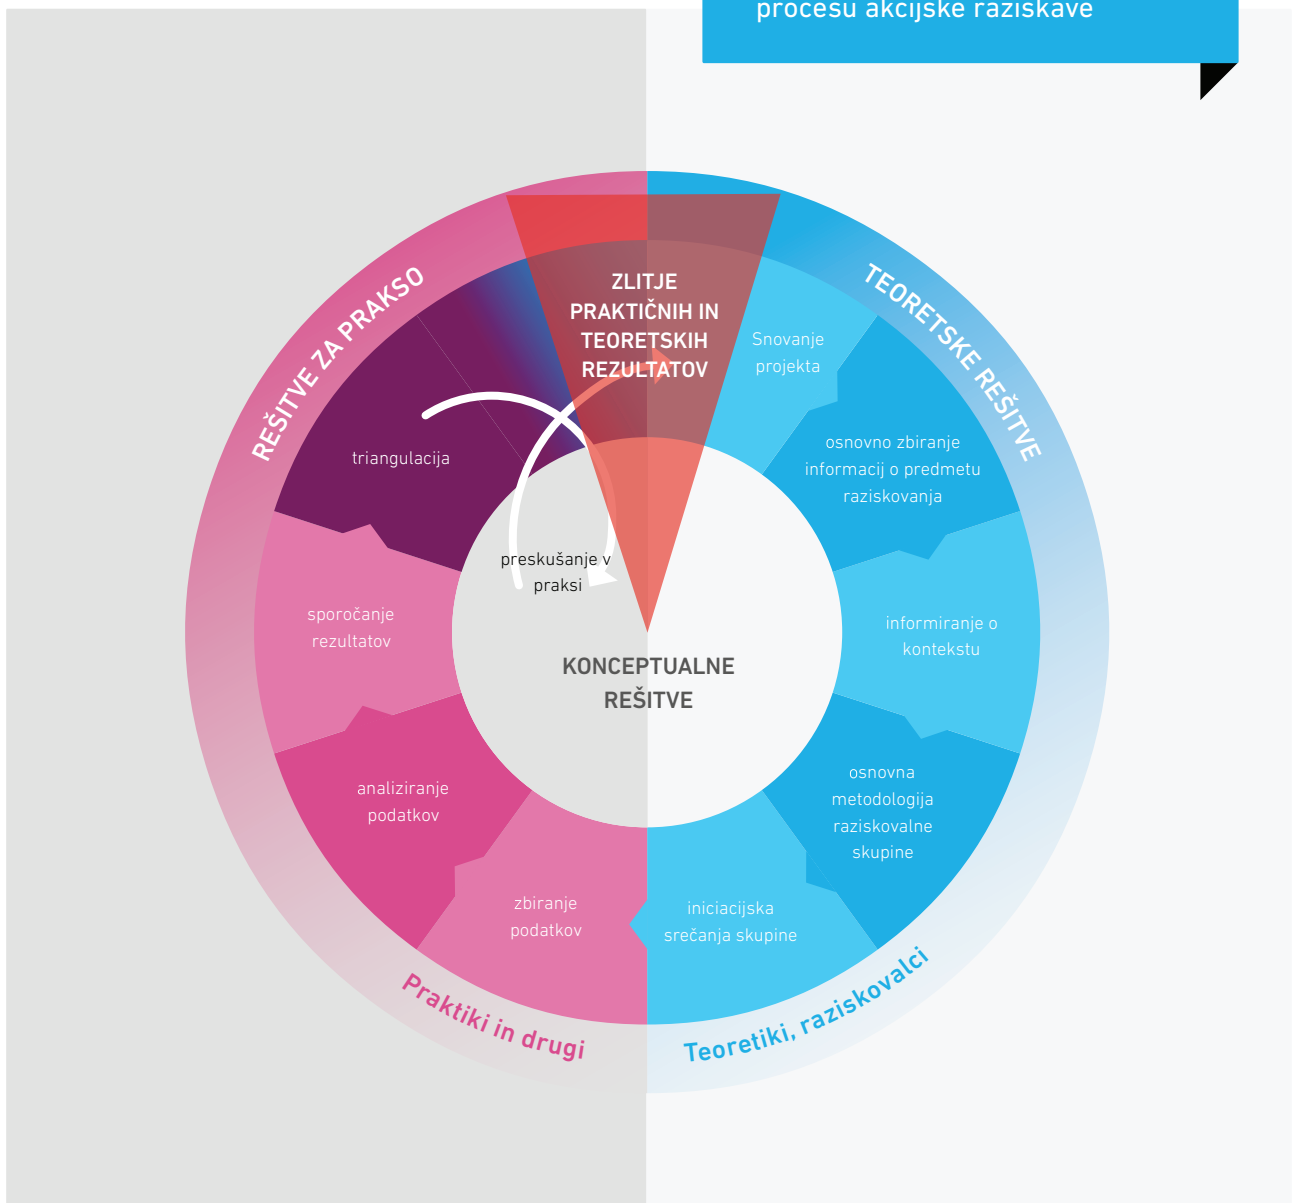 procesu akcijske raziskave
REŠITVE ZA PRAKSO
TEORETSKE REŠITVE
ZLITJE
PRAKTIČNIH IN
TEORETSKIH
REZULTATOV
Snovanje
projekta
osnovno zbiranje
informacij o predmetu
raziskovanja
informiranje o
kontekstu
osnovna
metodologija
raziskovalne
skupine
iniciacijska
srečanja skupine
zbiranje
podatkov
analiziranje
podatkov
sporočanje
rezultatov
triangulacija
preskušanje v
praksi
KONCEPTUALNE
REŠITVE
Praktiki in drugi
Teoretiki, raziskovalci